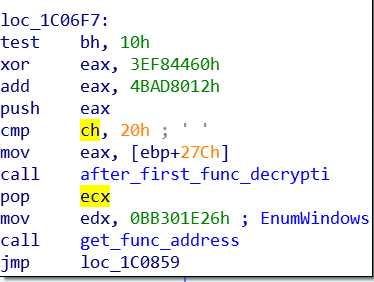 loc_1C06F7:
test bh, 10h
xor eax, 3EF84460h
add eax, 4BAD8012h
push eax
cmp ch, 20h ; ' '
mov eax, [ebp+27Ch]
call after_first_func_decrypti
pop ecx
mov edx, 0BB301E26h ; EnumWindows
call get_func_address
jmp loc_1C0859